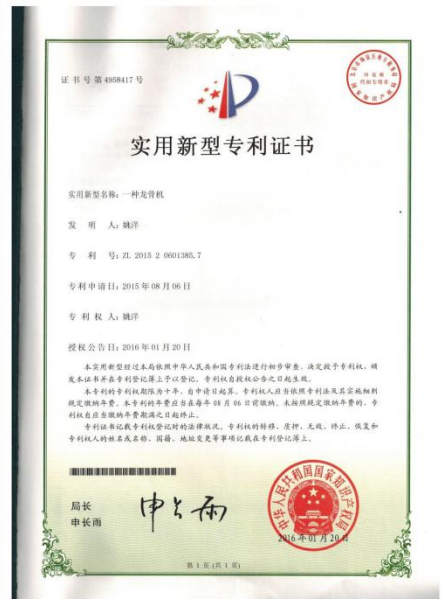 证书号第4958417号
实用新型专利证书
实用新型名称：一种龙骨机
发 明 人：姚洋
专 利 号：ZL 2015 2 0601385.7
专利申请日：2015年08月06日
专 利 权 人：姚洋
授权公告日：2016年01月20日
本实用新型经过本局依照中华人民共和国专利法进行初步审查，决定授予专利权，颁
发本证书并在专利登记簿上予以登记。专利权自授权公告之日起生效。
本专利的专利权期限为十年，自申请日起算。专利权人应当依照专利法及其实施细则
规定缴纳年费。本专利的年费应当在每年08月06日前缴纳。未按照规定缴纳年费的，专
利权自应当缴纳年费期满之日起终止。
专利证书记载专利权登记时的法律状况。专利权的转移、质押、无效、终止、恢复和
专利权人的姓名或名称、国籍、地址变更等事项记载在专利登记簿上。
局长
申长雨
申长雨
中华人民共和国国家知识产权局
2016年01月20日
第1页(共1页)